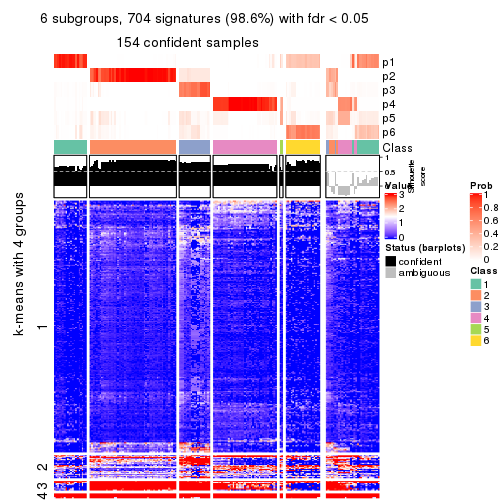 6 subgroups, 704 signatures (98.6%) with fdr < 0.05
154 confident samples
p1
p2
p3
p4
p5
p6
Class
1
0.5
0
Silhouette
score
k-means with 4 groups
1
2
4
3
Value
3
2
1
0
Status (barplots)
confident
ambiguous
Prob
1
0.8
0.6
0.4
0.2
0
Class
1
2
3
4
5
6